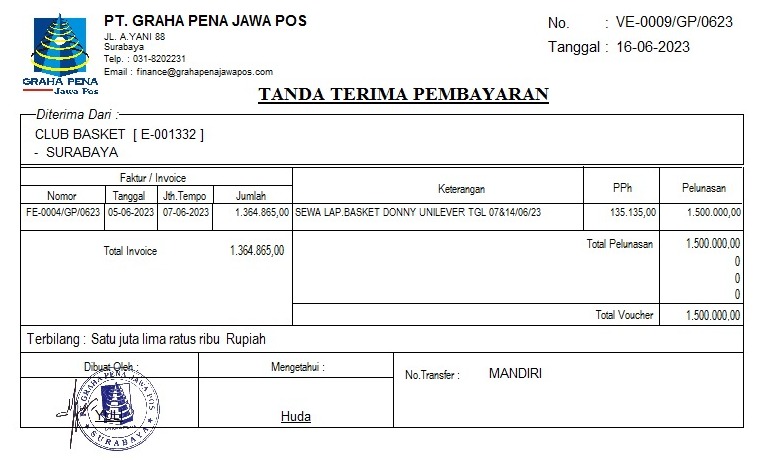 GRAHA PENA
Jawa Pos
PT. GRAHA PENA JAWA POS
JL. A.YANI 88
Surabaya
Telp. : 031-8202231
Email : finance@grahapenajawapos.com
No. : VE-0009/GP/0623
Tanggal : 16-06-2023
TANDA TERIMA PEMBAYARAN
Diterima Dari :
CLUB BASKET [ E-001332 ]
- SURABAYA
Faktur / Invoice Keterangan PPh Pelunasan
Nomor Tanggal Jth.Tempo Jumlah
FE-0004/GP/0623 05-06-2023 07-06-2023 1.364.865,00 SEWA LAP.BASKET DONNY UNILEVER TGL 07&14/06/23 135.135,00 1.500.000,00
Total Invoice 1.364.865,00 Total Pelunasan 1.500.000,00
0
0
0
Total Voucher 1.500.000,00
Terbilang : Satu juta lima ratus ribu Rupiah
Dibuat Oleh : Mengetahui : No.Transfer : MANDIRI
GRAHA PENA JAWA POS
YULI
SURABAYA
Huda